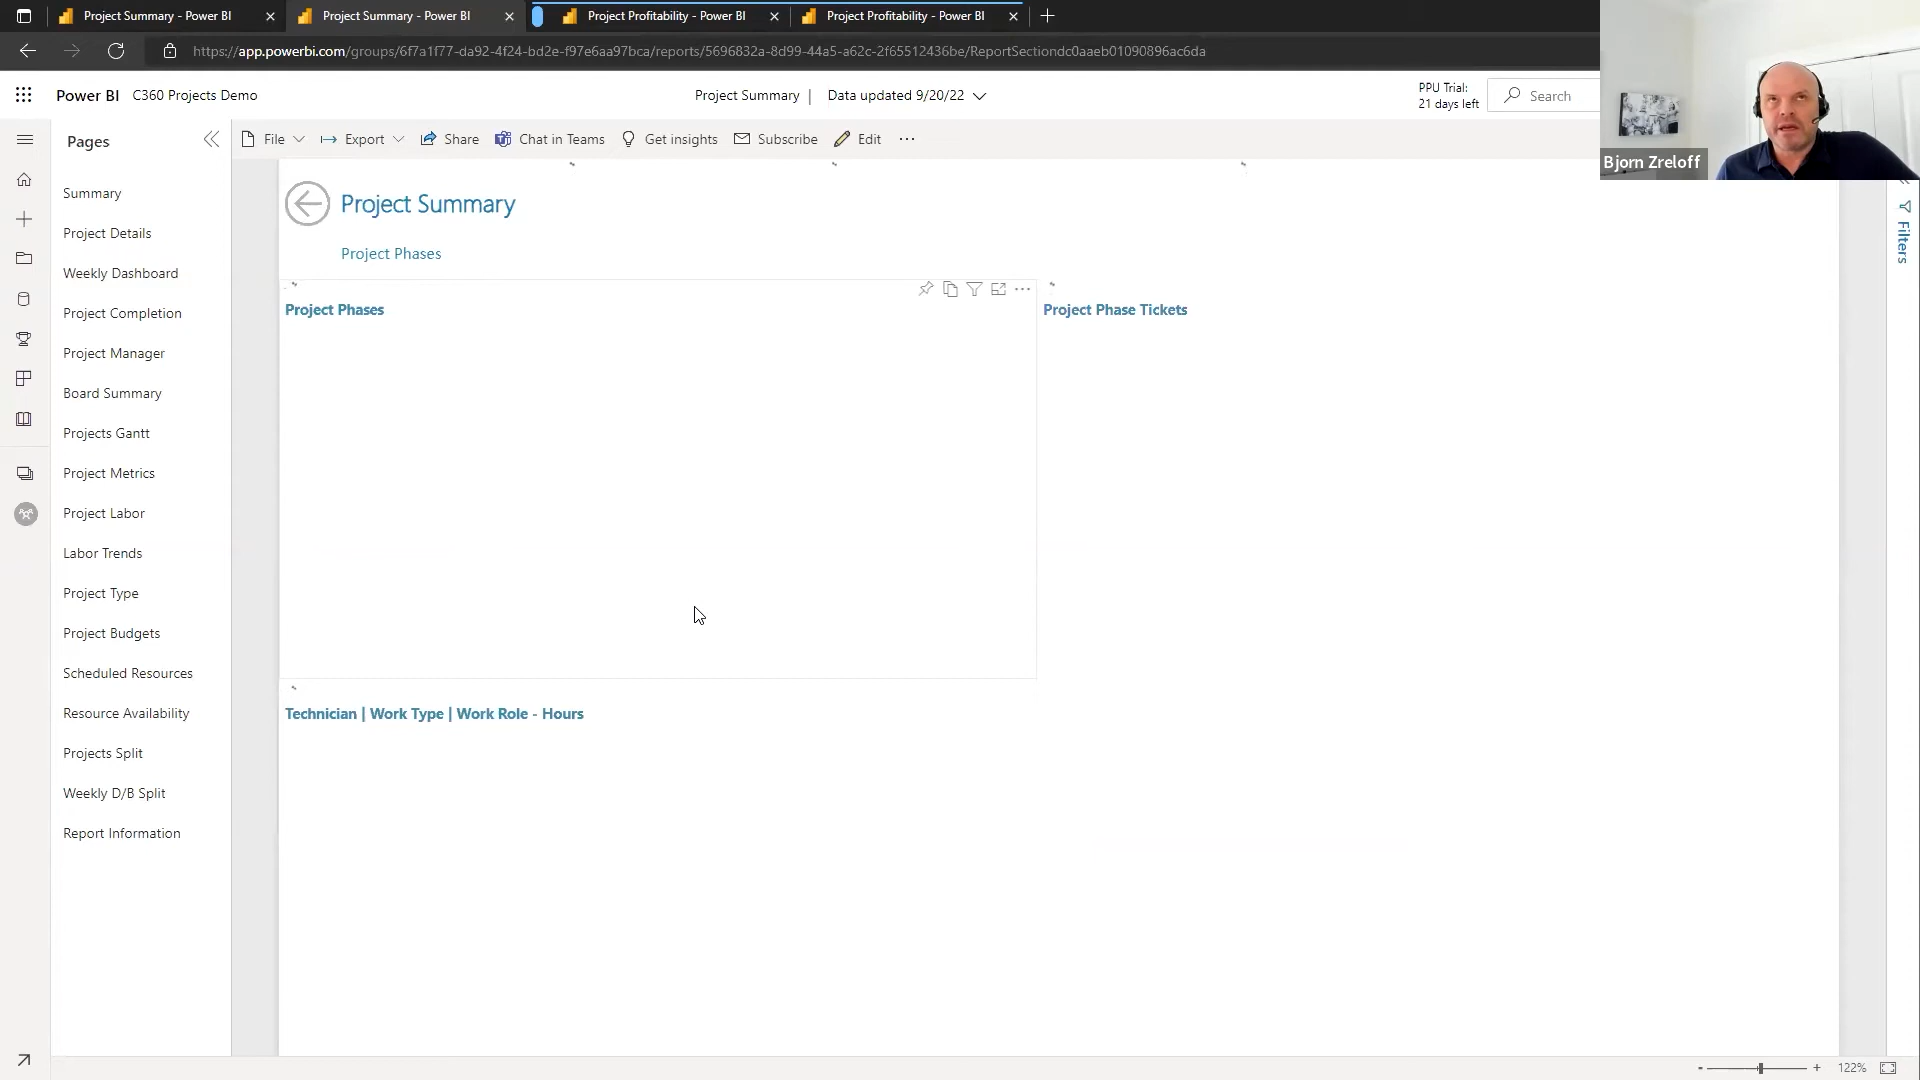 Project Summary - Power BI
Project Summary - Power BI
Project Profitability - Power BI
Project Profitability - Power BI
https://app.powerbi.com/groups/6f7a1f77-da92-4f24-bd2e-f97e6aa97bca/reports/5696832a-8d99-44a5-a62c-2f65512436be/ReportSectiondc0aaeb01090896ac6da
Power BI C360 Projects Demo
Project Summary | Data updated 9/20/22
PPU Trial:
21 days left
Search
Bjorn Zreloff
Pages
File
Export
Share
Chat in Teams
Get insights
Subscribe
Edit
Summary
Project Details
Weekly Dashboard
Project Completion
Project Manager
Board Summary
Projects Gantt
Project Metrics
Project Labor
Labor Trends
Project Type
Project Budgets
Scheduled Resources
Resource Availability
Projects Split
Weekly D/B Split
Report Information
Project Summary
Project Phases
Project Phases
Project Phase Tickets
Technician | Work Type | Work Role - Hours
Filters
- + 122%